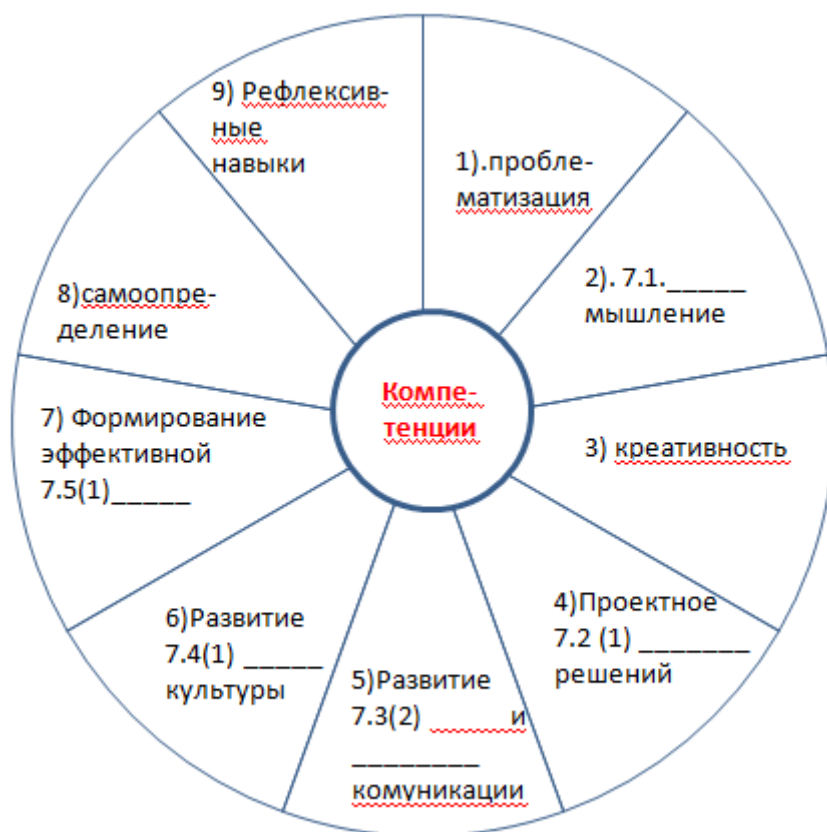 9) Рефлексив-
ные
навыки
1).пробле-
матизация
2). 7.1._____
мышление
8)самоопре-
деление
Компе-
тенции
3) креативность
7) Формирование
эффективной
7.5(1)_____
4)Проектное
7.2 (1) _______
решений
6)Развитие
7.4(1) _____
культуры
5)Развитие
7.3(2) ______ и
________
комуникации